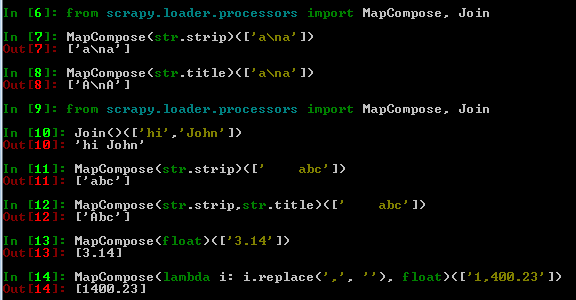 In [6]: from scrapy.loader.processors import MapCompose, Join
In [7]: MapCompose(str.strip)(['a\na'])
Out[7]: ['a\na']
In [8]: MapCompose(str.title)(['a\na'])
Out[8]: ['A\nA']
In [9]: from scrapy.loader.processors import MapCompose, Join
In [10]: Join()(['hi','John'])
Out[10]: 'hi John'
In [11]: MapCompose(str.strip)(['    abc'])
Out[11]: ['abc']
In [12]: MapCompose(str.strip,str.title)(['    abc'])
Out[12]: ['Abc']
In [13]: MapCompose(float)(['3.14'])
Out[13]: [3.14]
In [14]: MapCompose(lambda i: i.replace(',', ''), float)(['1,400.23'])
Out[14]: [1400.23]